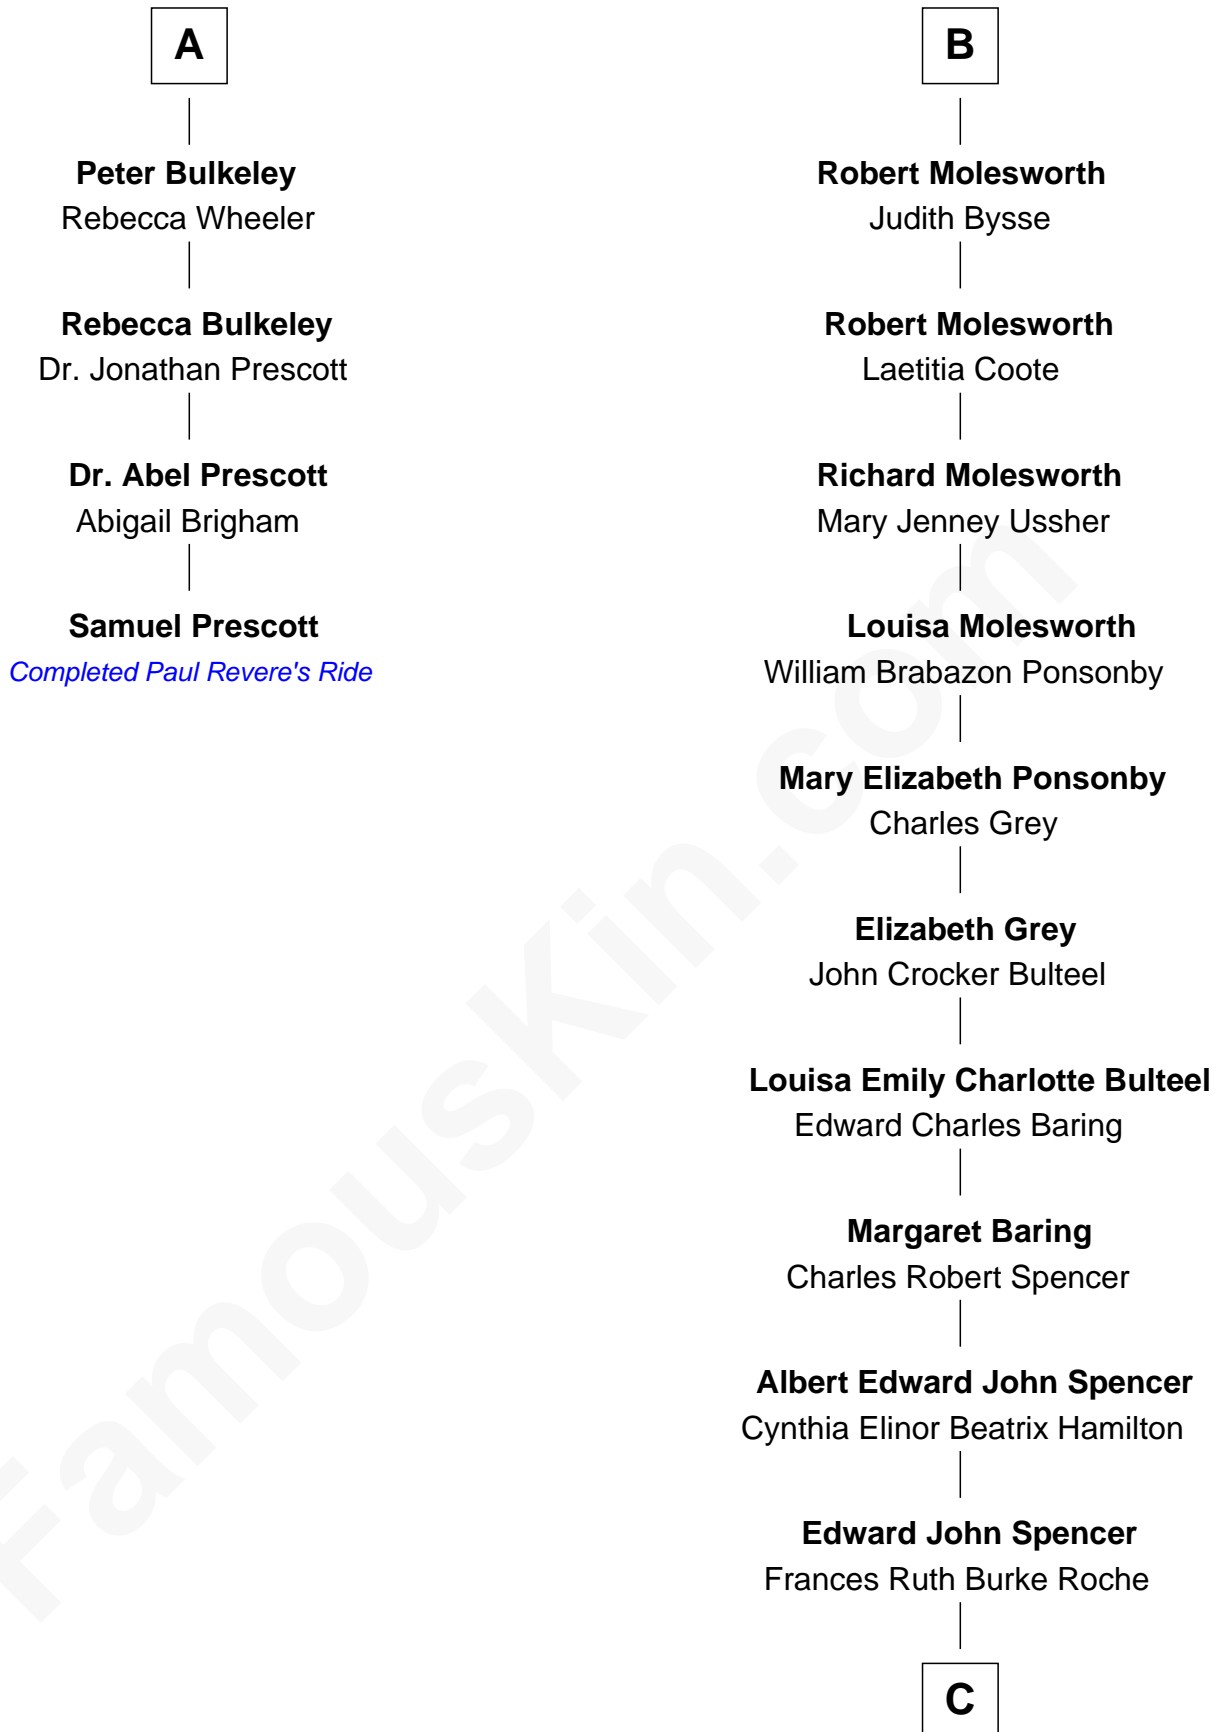 A
Peter Bulkeley
Rebecca Wheeler
Rebecca Bulkeley
Dr. Jonathan Prescott
Dr. Abel Prescott
Abigail Brigham
Samuel Prescott
Completed Paul Revere's Ride
B
Robert Molesworth
Judith Bysse
Robert Molesworth
Laetitia Coote
Richard Molesworth
Mary Jenney Ussher
Louisa Molesworth
William Brabazon Ponsonby
Mary Elizabeth Ponsonby
Charles Grey
Elizabeth Grey
John Crocker Bulteel
Louisa Emily Charlotte Bulteel
Edward Charles Baring
Margaret Baring
Charles Robert Spencer
Albert Edward John Spencer
Cynthia Elinor Beatrix Hamilton
Edward John Spencer
Frances Ruth Burke Roche
C
FamousKin.com